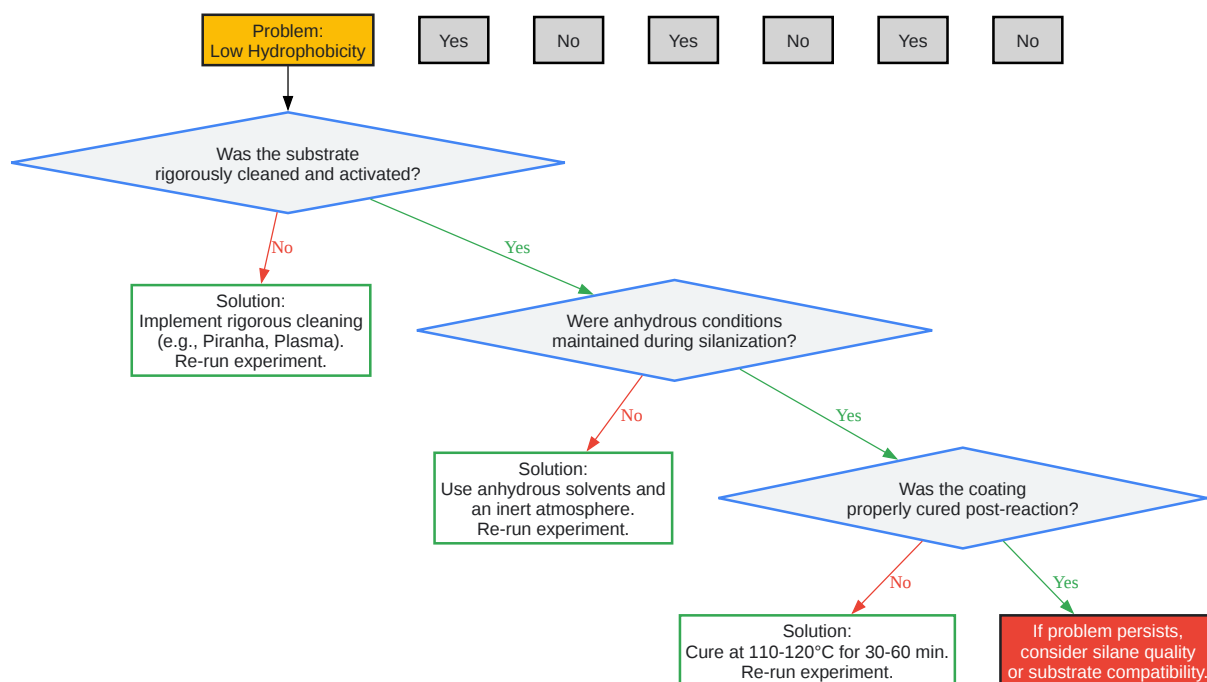 Problem:
Low Hydrophobicity
Yes
No
Yes
No
Yes
No
Was the substrate
rigorously cleaned and activated?
No
Yes
Solution:
Implement rigorous cleaning
(e.g., Piranha, Plasma).
Re-run experiment.
Were anhydrous conditions
maintained during silanization?
No
Yes
Solution:
Use anhydrous solvents and
an inert atmosphere.
Re-run experiment.
Was the coating
properly cured post-reaction?
No
Yes
Solution:
Cure at 110-120°C for 30-60 min.
Re-run experiment.
If problem persists,
consider silane quality
or substrate compatibility.